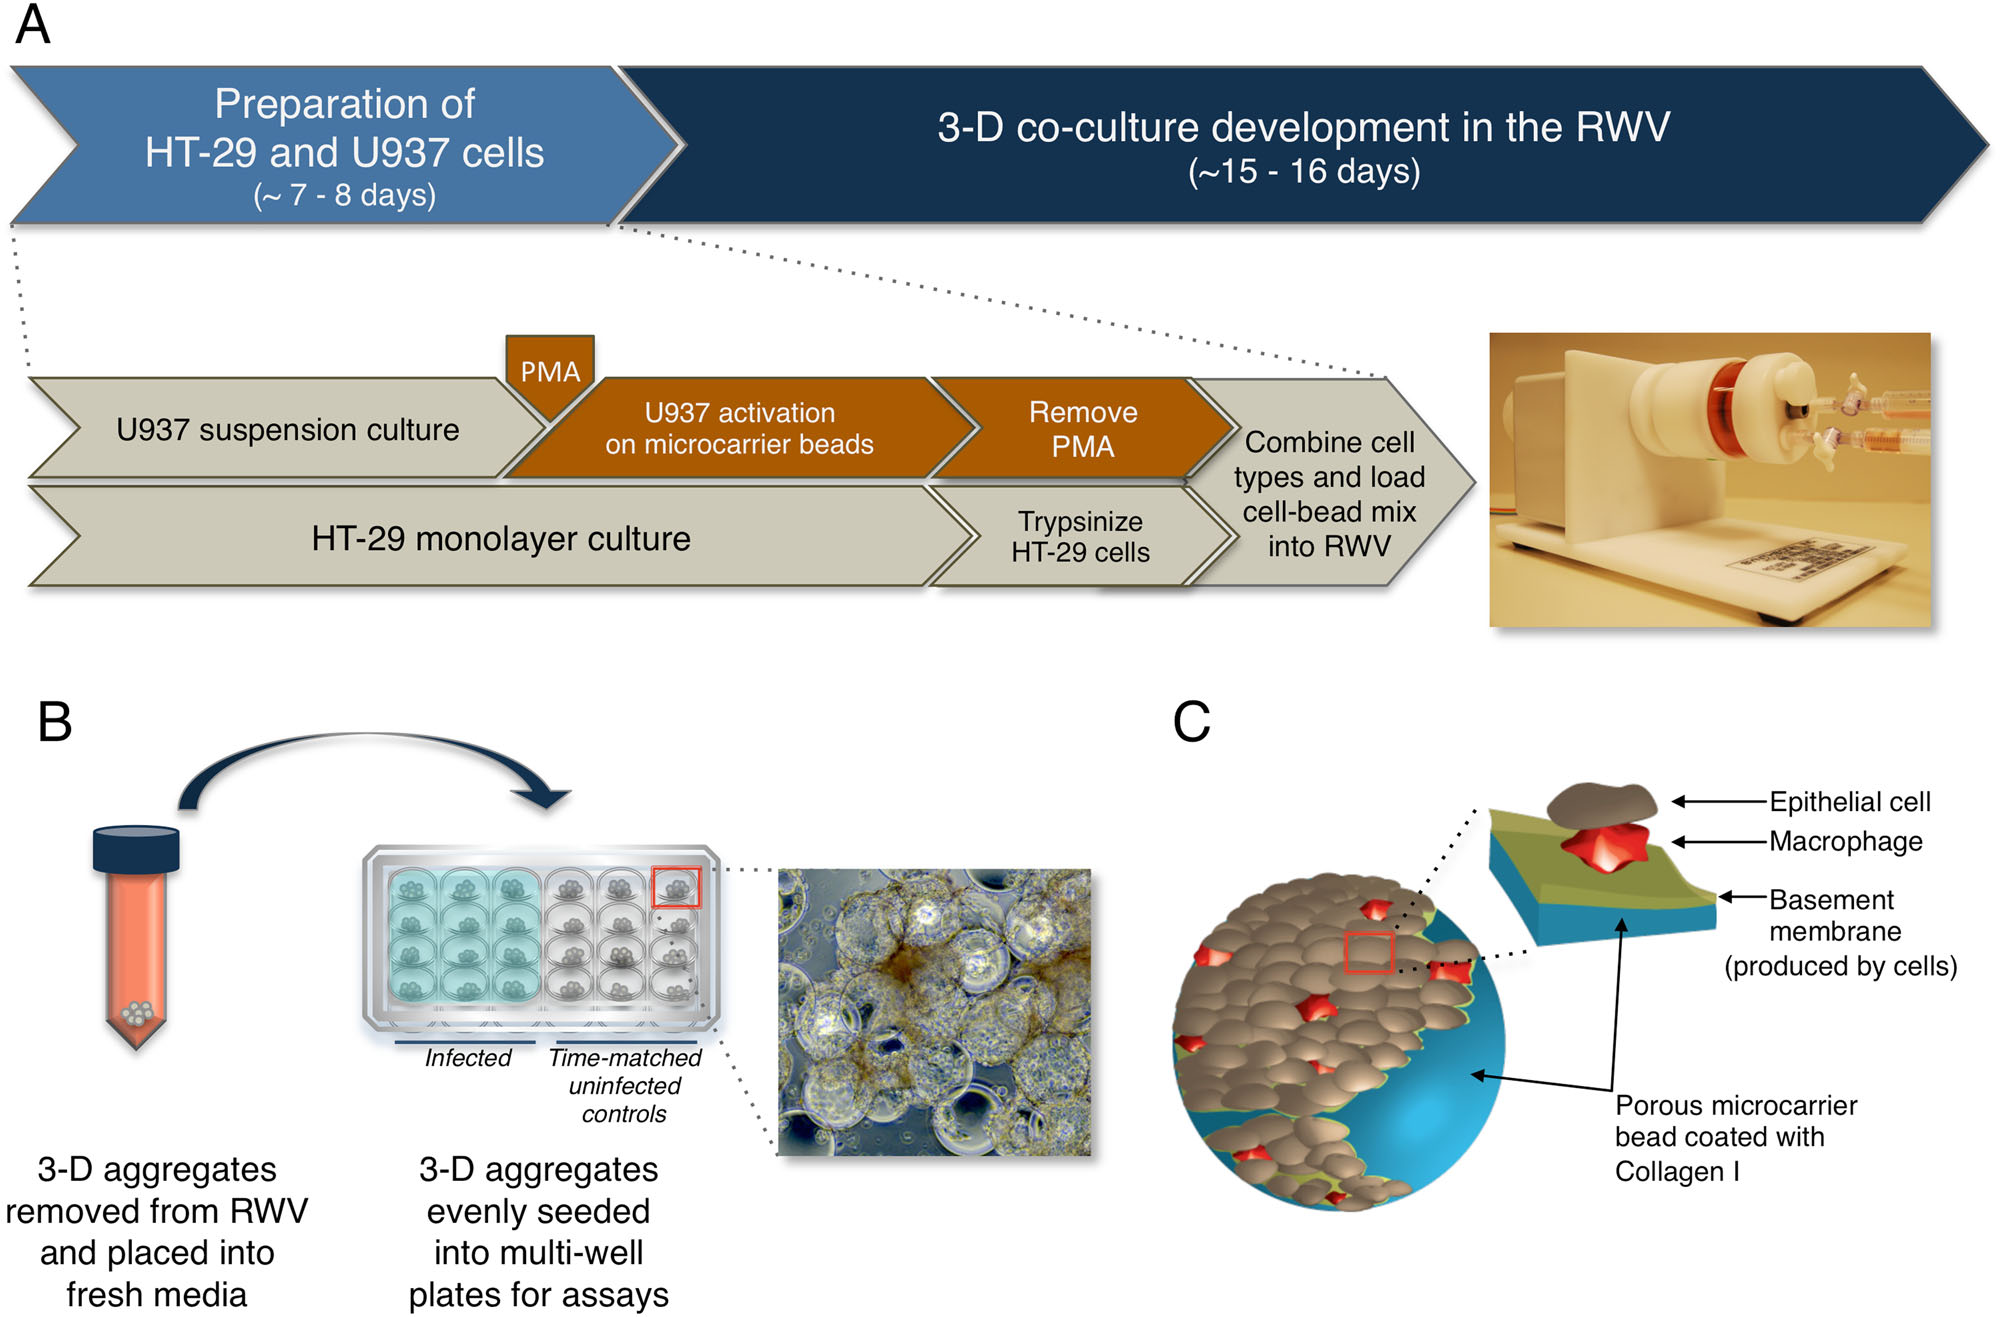 A
Preparation of
HT-29 and U937 cells
(~ 7 - 8 days)
3-D co-culture development in the RWV
(~15 - 16 days)
PMA
U937 suspension culture
U937 activation
on microcarrier beads
Remove
PMA
HT-29 monolayer culture
Trypsinize
HT-29 cells
Combine cell
types and load
cell-bead mix
into RWV
B
Infected
Time-matched
uninfected
controls
3-D aggregates
removed from RWV
and placed into
fresh media
3-D aggregates
evenly seeded
into multi-well
plates for assays
C
Epithelial cell
Macrophage
Basement
membrane
(produced by cells)
Porous microcarrier
bead coated with
Collagen I